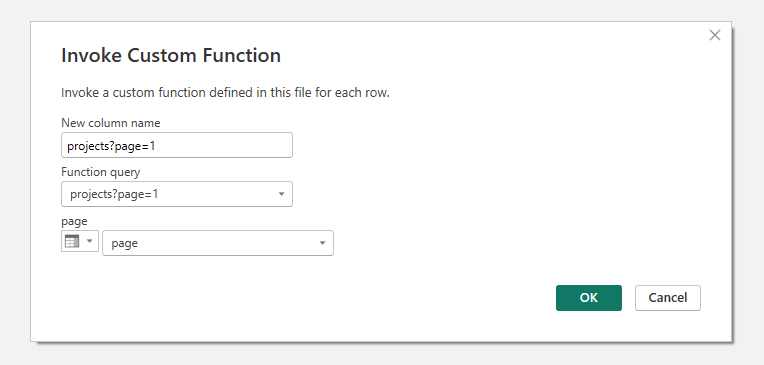 Invoke Custom Function
Invoke a custom function defined in this file for each row.
New column name
projects?page=1
Function query
projects?page=1
page
page
OK
Cancel